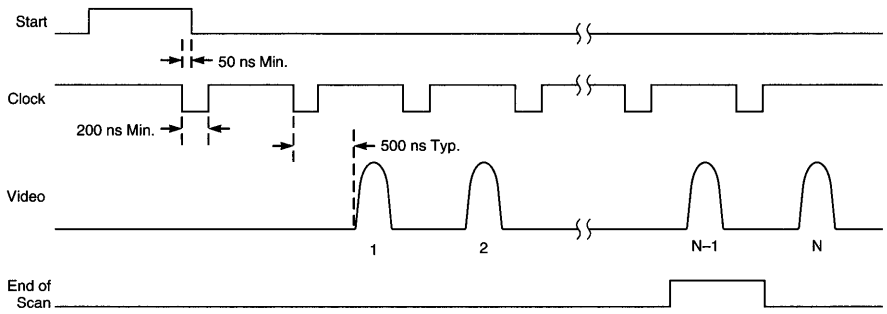 Start
50 ns Min.
Clock
200 ns Min.
500 ns Typ.
Video
1
2
N–1
N
End of
Scan